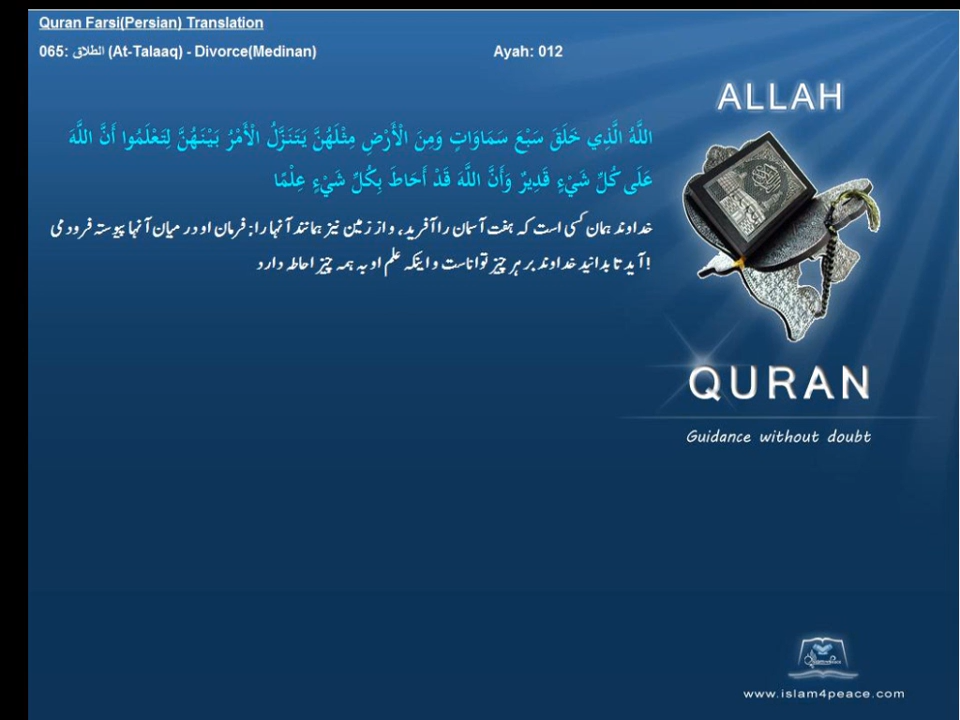 Quran Farsi(Persian) Translation
065: الطلاق (At-Talaaq) - Divorce(Medinan) Ayah: 012
ALLAH
اللَّهُ الَّذِي خَلَقَ سَبْعَ سَمَاوَاتٍ وَمِنَ الْأَرْضِ مِثْلَهُنَّ يَتَنَزَّلُ الْأَمْرُ بَيْنَهُنَّ لِتَعْلَمُوا أَنَّ اللَّهَ
عَلَى كُلِّ شَيْءٍ قَدِيرٌ وَأَنَّ اللَّهَ قَدْ أَحَاطَ بِكُلِّ شَيْءٍ عِلْمًا
خداوند همان کسی است که هفت آسمان را آفرید، و از زمین نیز همانند آنها را: فرمان او در میان آنها پیوسته فرود می
آید تا بدانید خداوند بر هر چیز تواناست و اینکه علم او به همه چیز احاطه دارد!
QURAN
Guidance without doubt
www.islam4peace.com